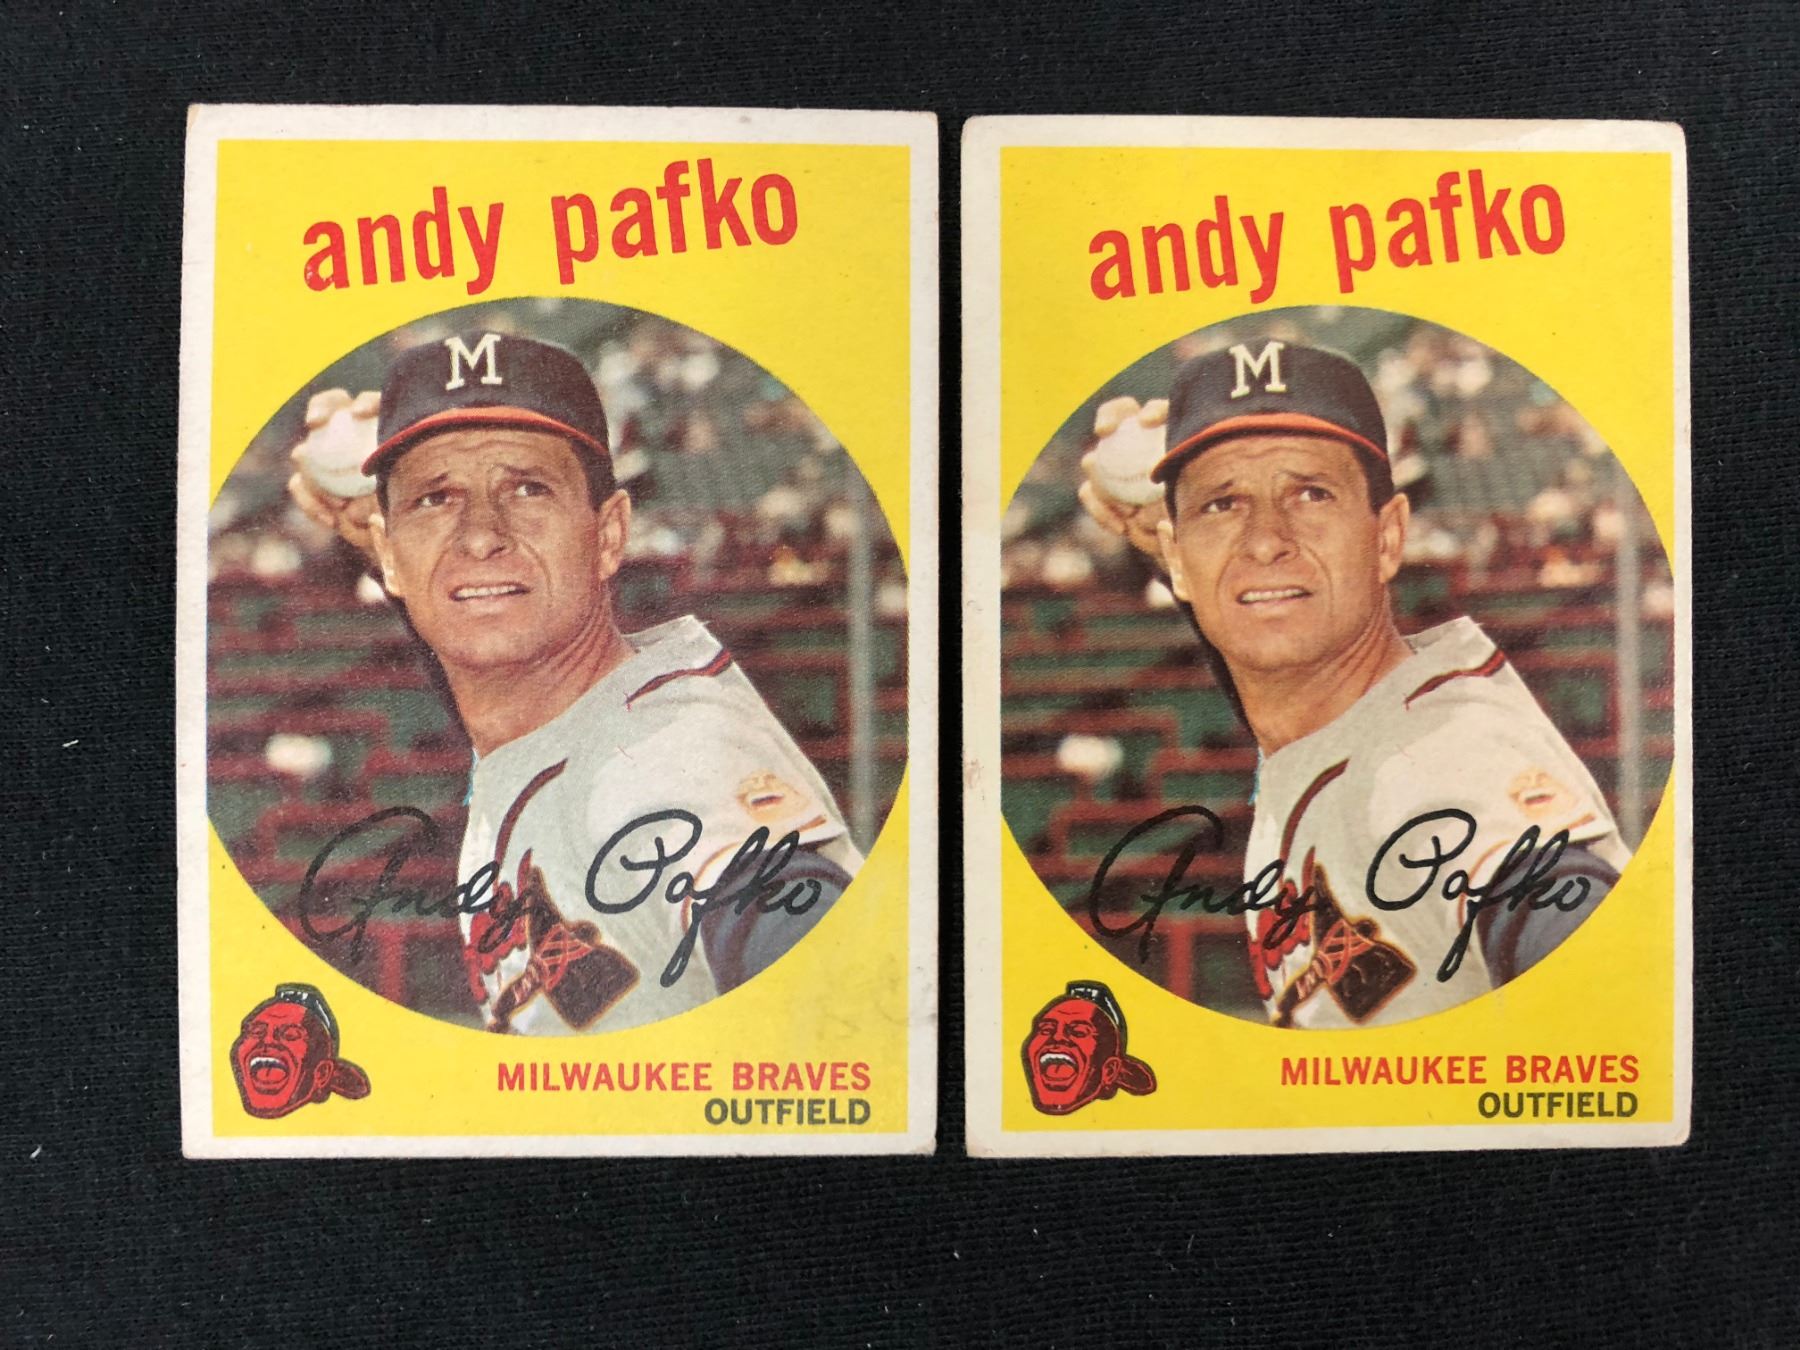 andy pafko
M
Andy Pafko
MILWAUKEE BRAVES
OUTFIELD
andy pafko
M
Andy Pafko
MILWAUKEE BRAVES
OUTFIELD